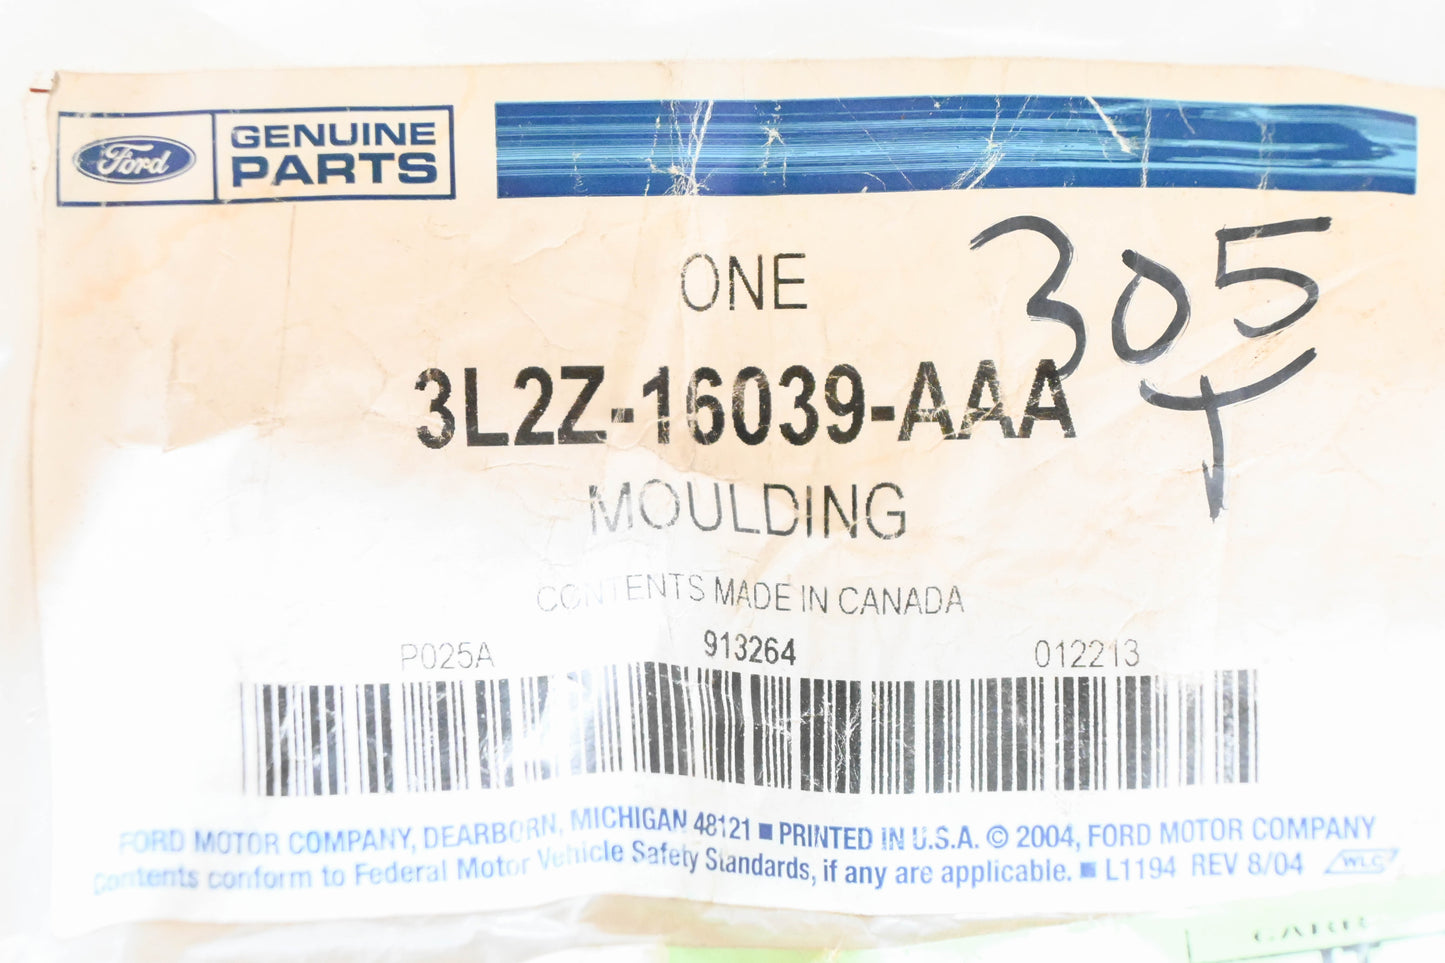 Ford GENUINE
PARTS
ONE
305
3L2Z-16039-AAA
MOULDING
CONTENTS MADE IN CANADA
P025A 913264 012213
FORD MOTOR COMPANY, DEARBORN, MICHIGAN 48121 ■ PRINTED IN U.S.A. © 2004, FORD MOTOR COMPANY
Contents conform to Federal Motor Vehicle Safety Standards, if any are applicable. ■ L1194 REV 8/04 WLC